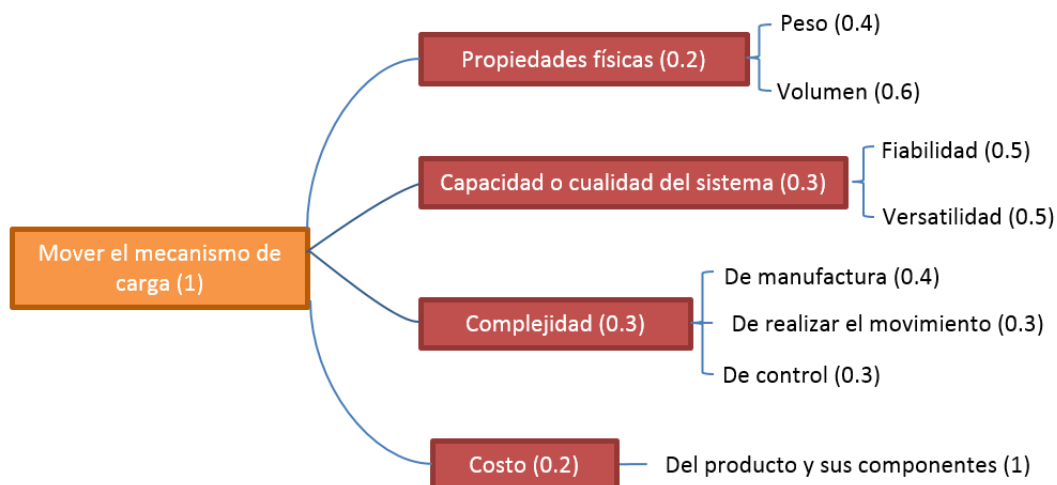 Peso (0.4)
Propiedades físicas (0.2)
Volumen (0.6)
Fiabilidad (0.5)
Capacidad o cualidad del sistema (0.3)
Versatilidad (0.5)
Mover el mecanismo de
carga (1)
De manufactura (0.4)
Complejidad (0.3)
De realizar el movimiento (0.3)
De control (0.3)
Costo (0.2)
Del producto y sus componentes (1)